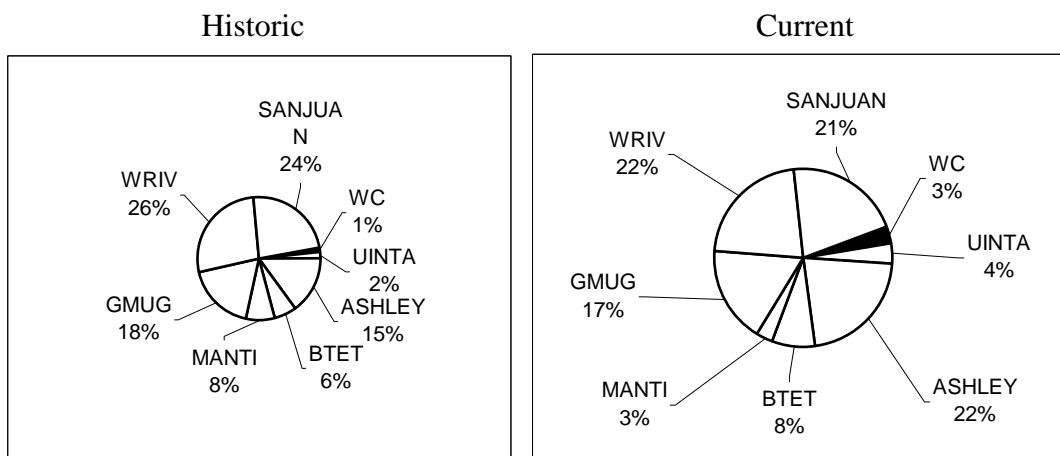 Historic
SANJUA
N
24%
WRIV
26%
WC
1%
UINTA
2%
GMUG
18%
ASHLEY
15%
MANTI
8%
BTET
6%
Current
SANJUAN
21%
WRIV
22%
WC
3%
UINTA
4%
GMUG
17%
MANTI
3%
BTET
8%
ASHLEY
22%